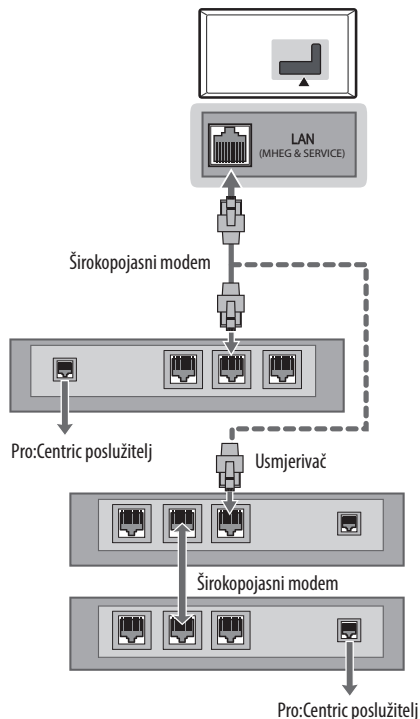 LAN
(MHEG & SERVICE)
Širokopojasni modem
Pro:Centric poslužitelj
Usmjerivač
Širokopojasni modem
Pro:Centric poslužitelj